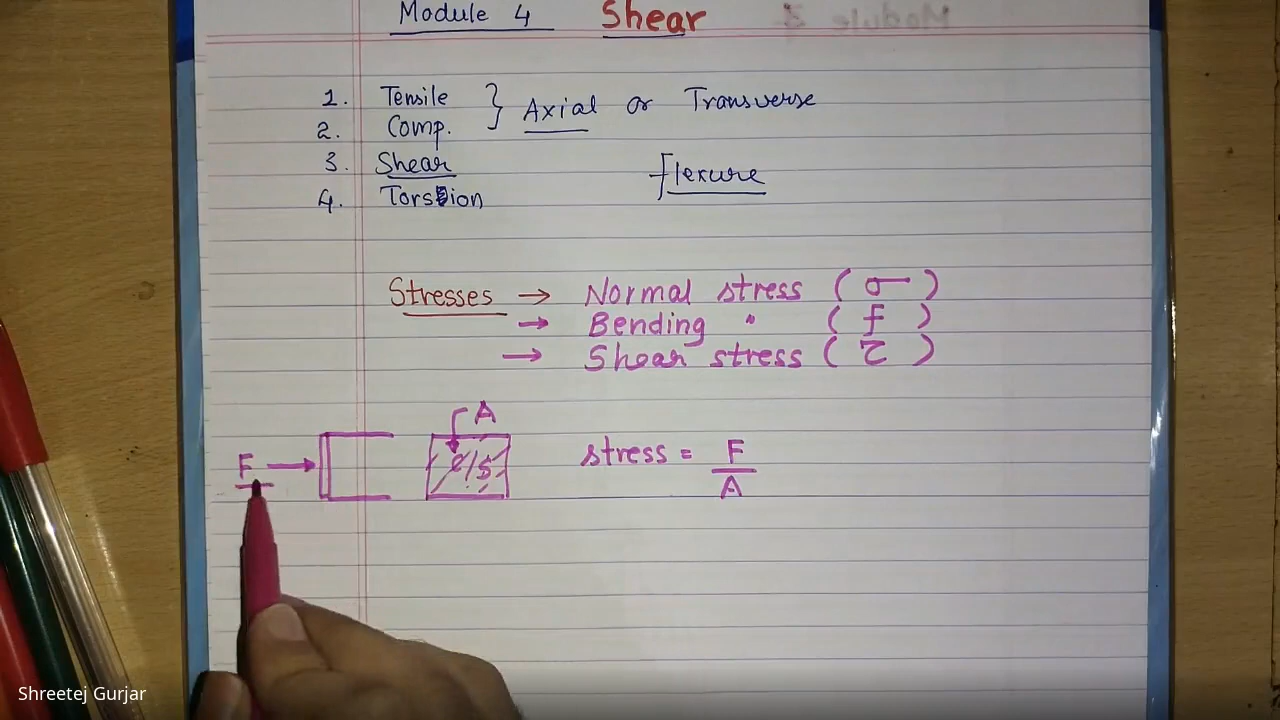 Module 4 Shear
1. Tensile } Axial or Transverse
2. Comp.
3. Shear
flexure
4. Torsion
Stresses → Normal stress ( σ )
→ Bending " ( f )
→ Shear stress ( τ )
A
F → c/s stress = F / A
Shreetej Gurjar